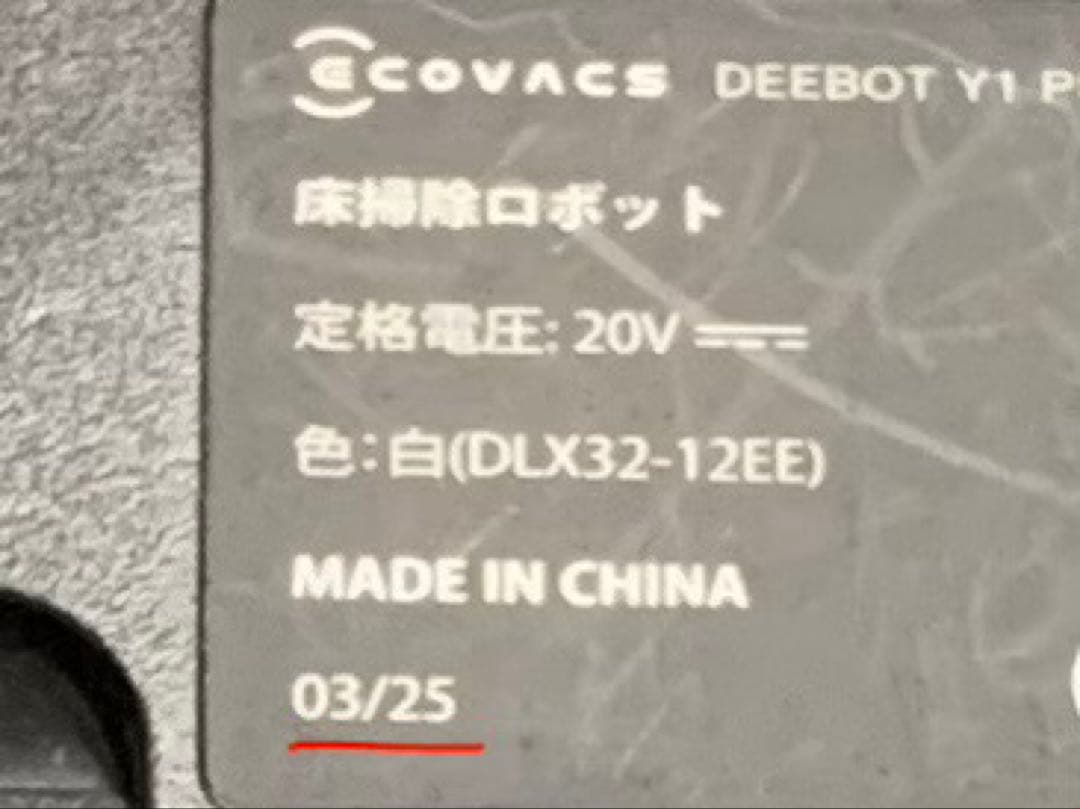 ECOVACS DEEBOT Y1 P
床掃除ロボット
定格電圧: 20V
色：白(DLX32-12EE)
MADE IN CHINA
03/25